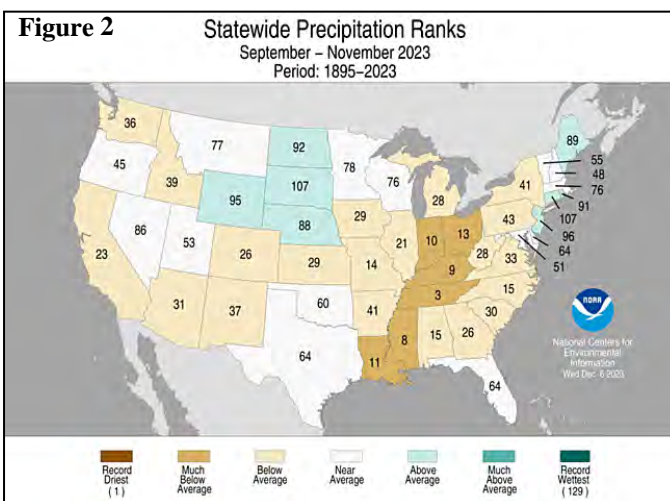 Figure 2
Statewide Precipitation Ranks
September – November 2023
Period: 1895–2023
36
77
92
78
76
89
45
39
95
107
88
55
48
76
91
107
96
64
51
41
43
28
29
21
10
13
86
53
26
29
14
9
28
33
23
31
37
60
41
3
15
30
64
11
8
15
26
64
NOAA
National Centers for
Environmental
Information
Wed Dec 6 2023
Record
Driest
( 1 )
Much
Below
Average
Below
Average
Near
Average
Above
Average
Much
Above
Average
Record
Wettest
( 129 )